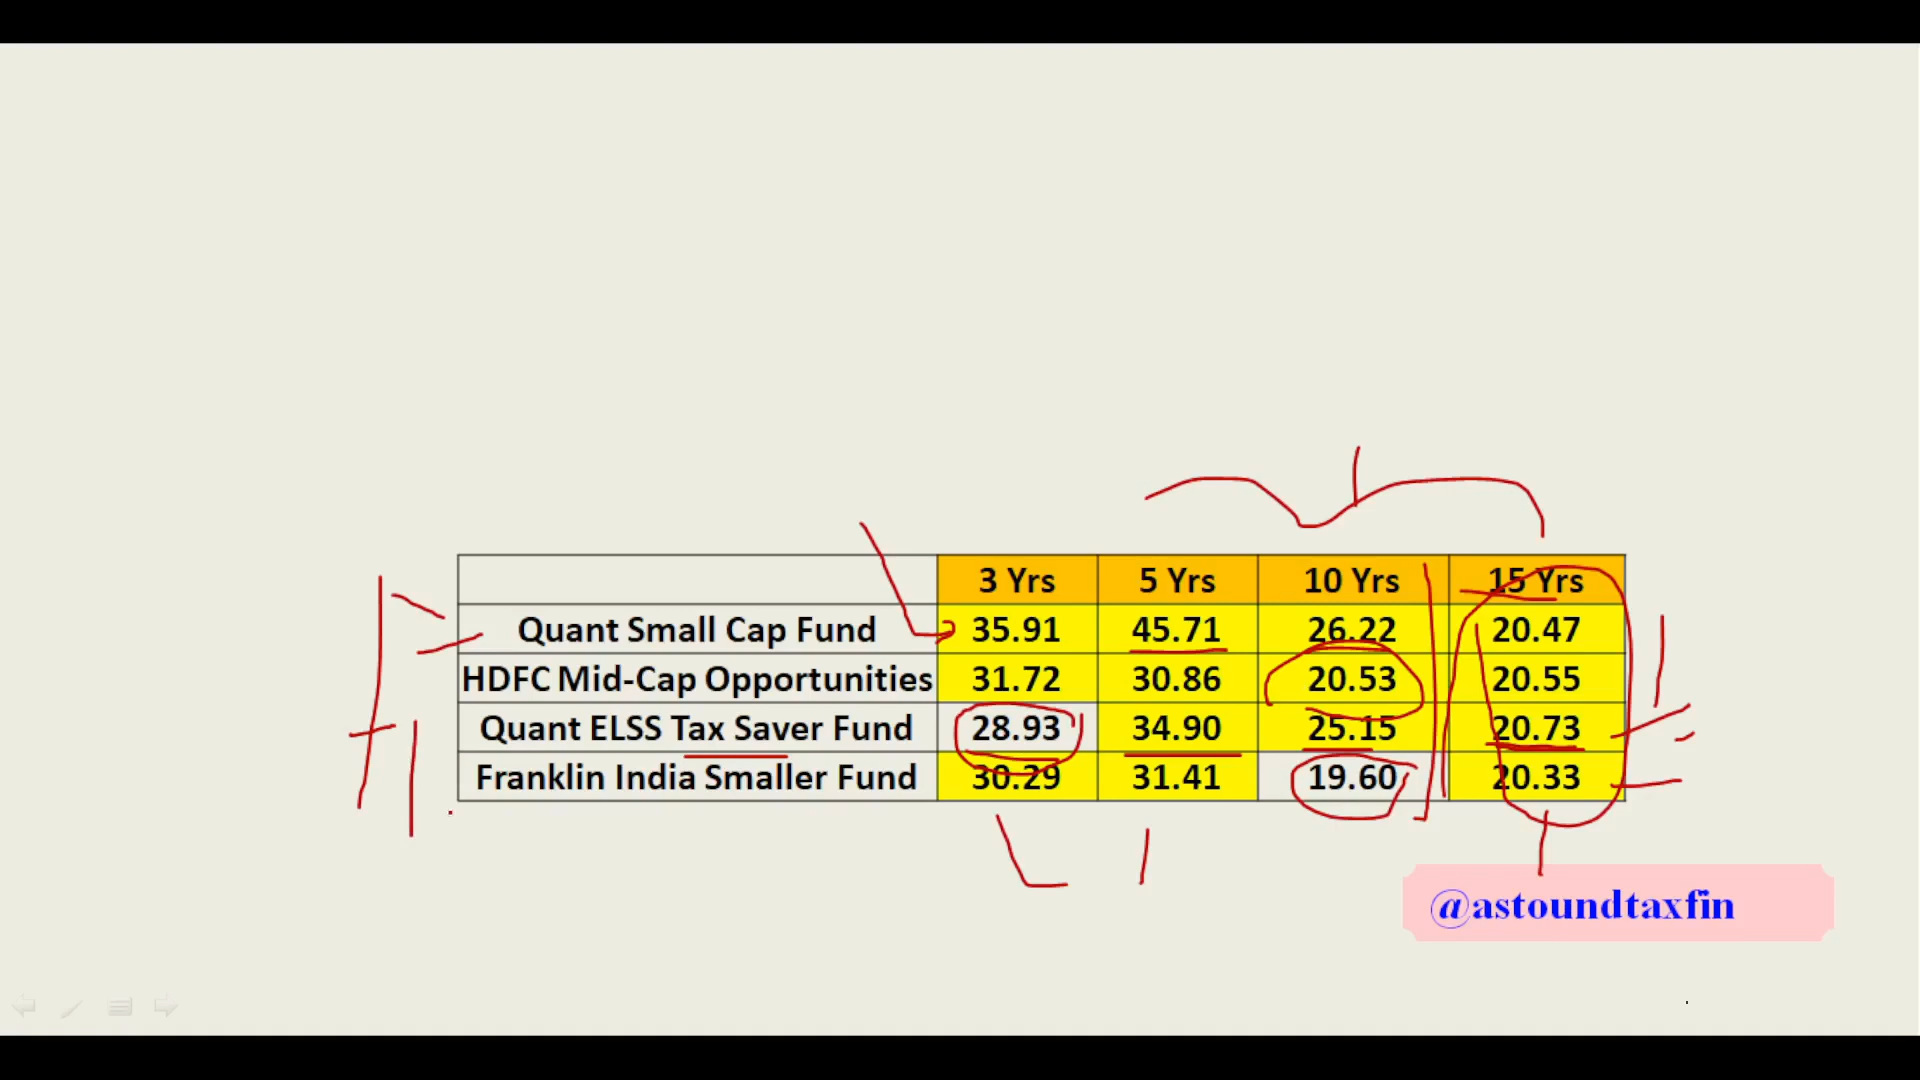 3 Yrs 5 Yrs 10 Yrs 15 Yrs
Quant Small Cap Fund 35.91 45.71 26.22 20.47
HDFC Mid-Cap Opportunities 31.72 30.86 20.53 20.55
Quant ELSS Tax Saver Fund 28.93 34.90 25.15 20.73
Franklin India Smaller Fund 30.29 31.41 19.60 20.33
@astoundtaxfin